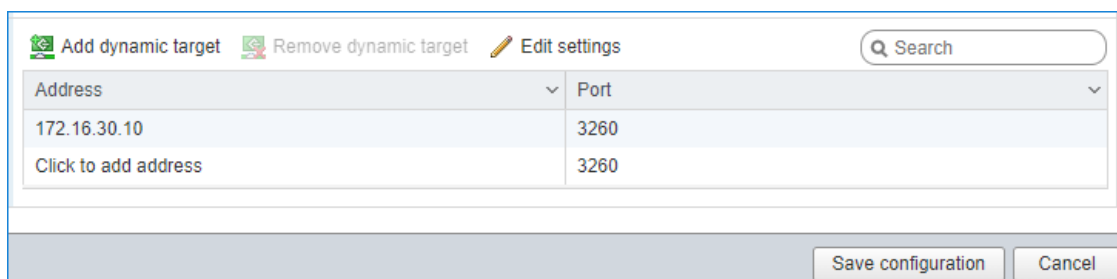 Add dynamic target Remove dynamic target Edit settings Search
Address Port
172.16.30.10 3260
Click to add address 3260
Save configuration Cancel